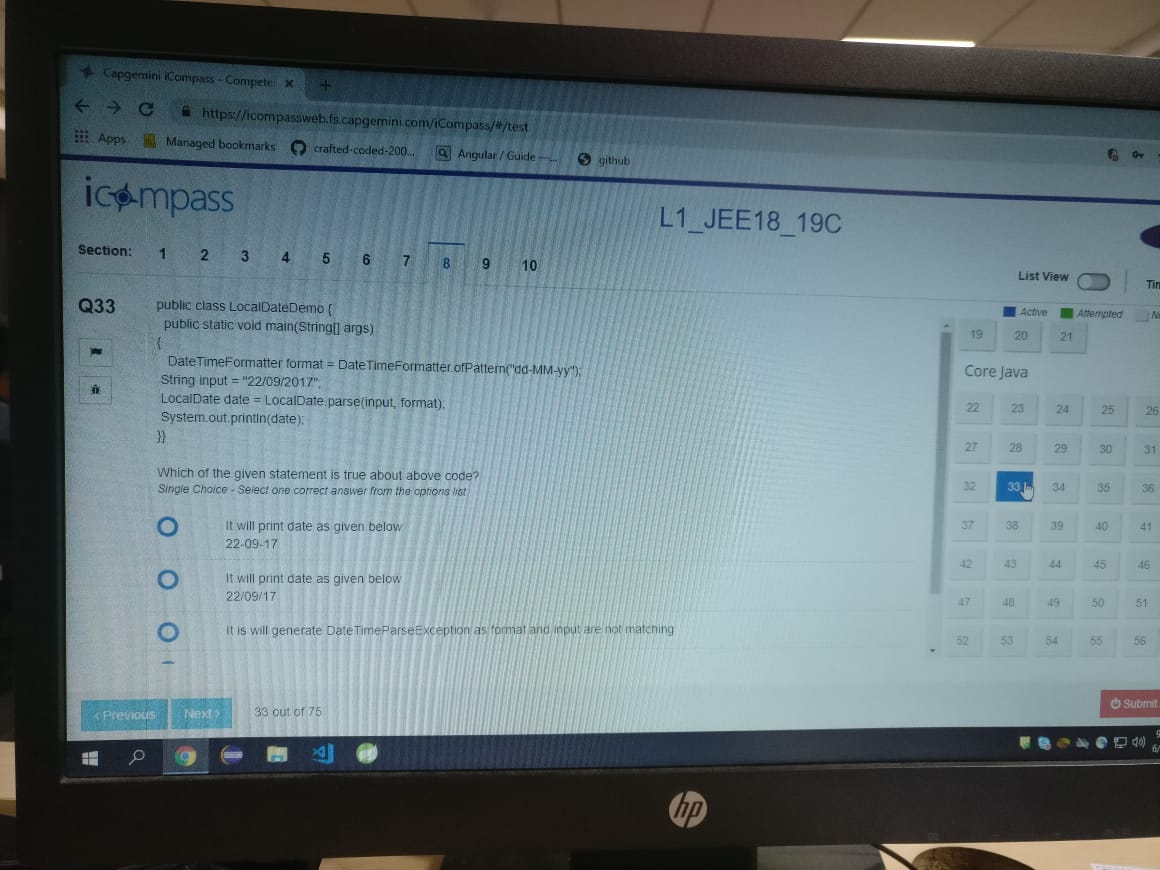 Capgemini iCompass - Compete
https://icompassweb.fs.capgemini.com/iCompass/#/test
Apps Managed bookmarks crafted-coded-200... Angular / Guide —... github
icompass
L1_JEE18_19C
Section: 1 2 3 4 5 6 7 8 9 10
List View
Active Attempted
Q33
public class LocalDateDemo {
public static void main(String[] args)
{
DateTimeFormatter format = DateTimeFormatter.ofPattern("dd-MM-yy");
String input = "22/09/2017";
LocalDate date = LocalDate.parse(input, format);
System.out.println(date);
}}
Which of the given statement is true about above code?
Single Choice - Select one correct answer from the options list
It will print date as given below
22-09-17
It will print date as given below
22/09/17
It is will generate DateTimeParseException as format and input are not matching
19 20 21
Core Java
22 23 24 25 26
27 28 29 30 31
32 33 34 35 36
37 38 39 40 41
42 43 44 45 46
47 48 49 50 51
52 53 54 55 56
< Previous Next > 33 out of 75
Submit
hp